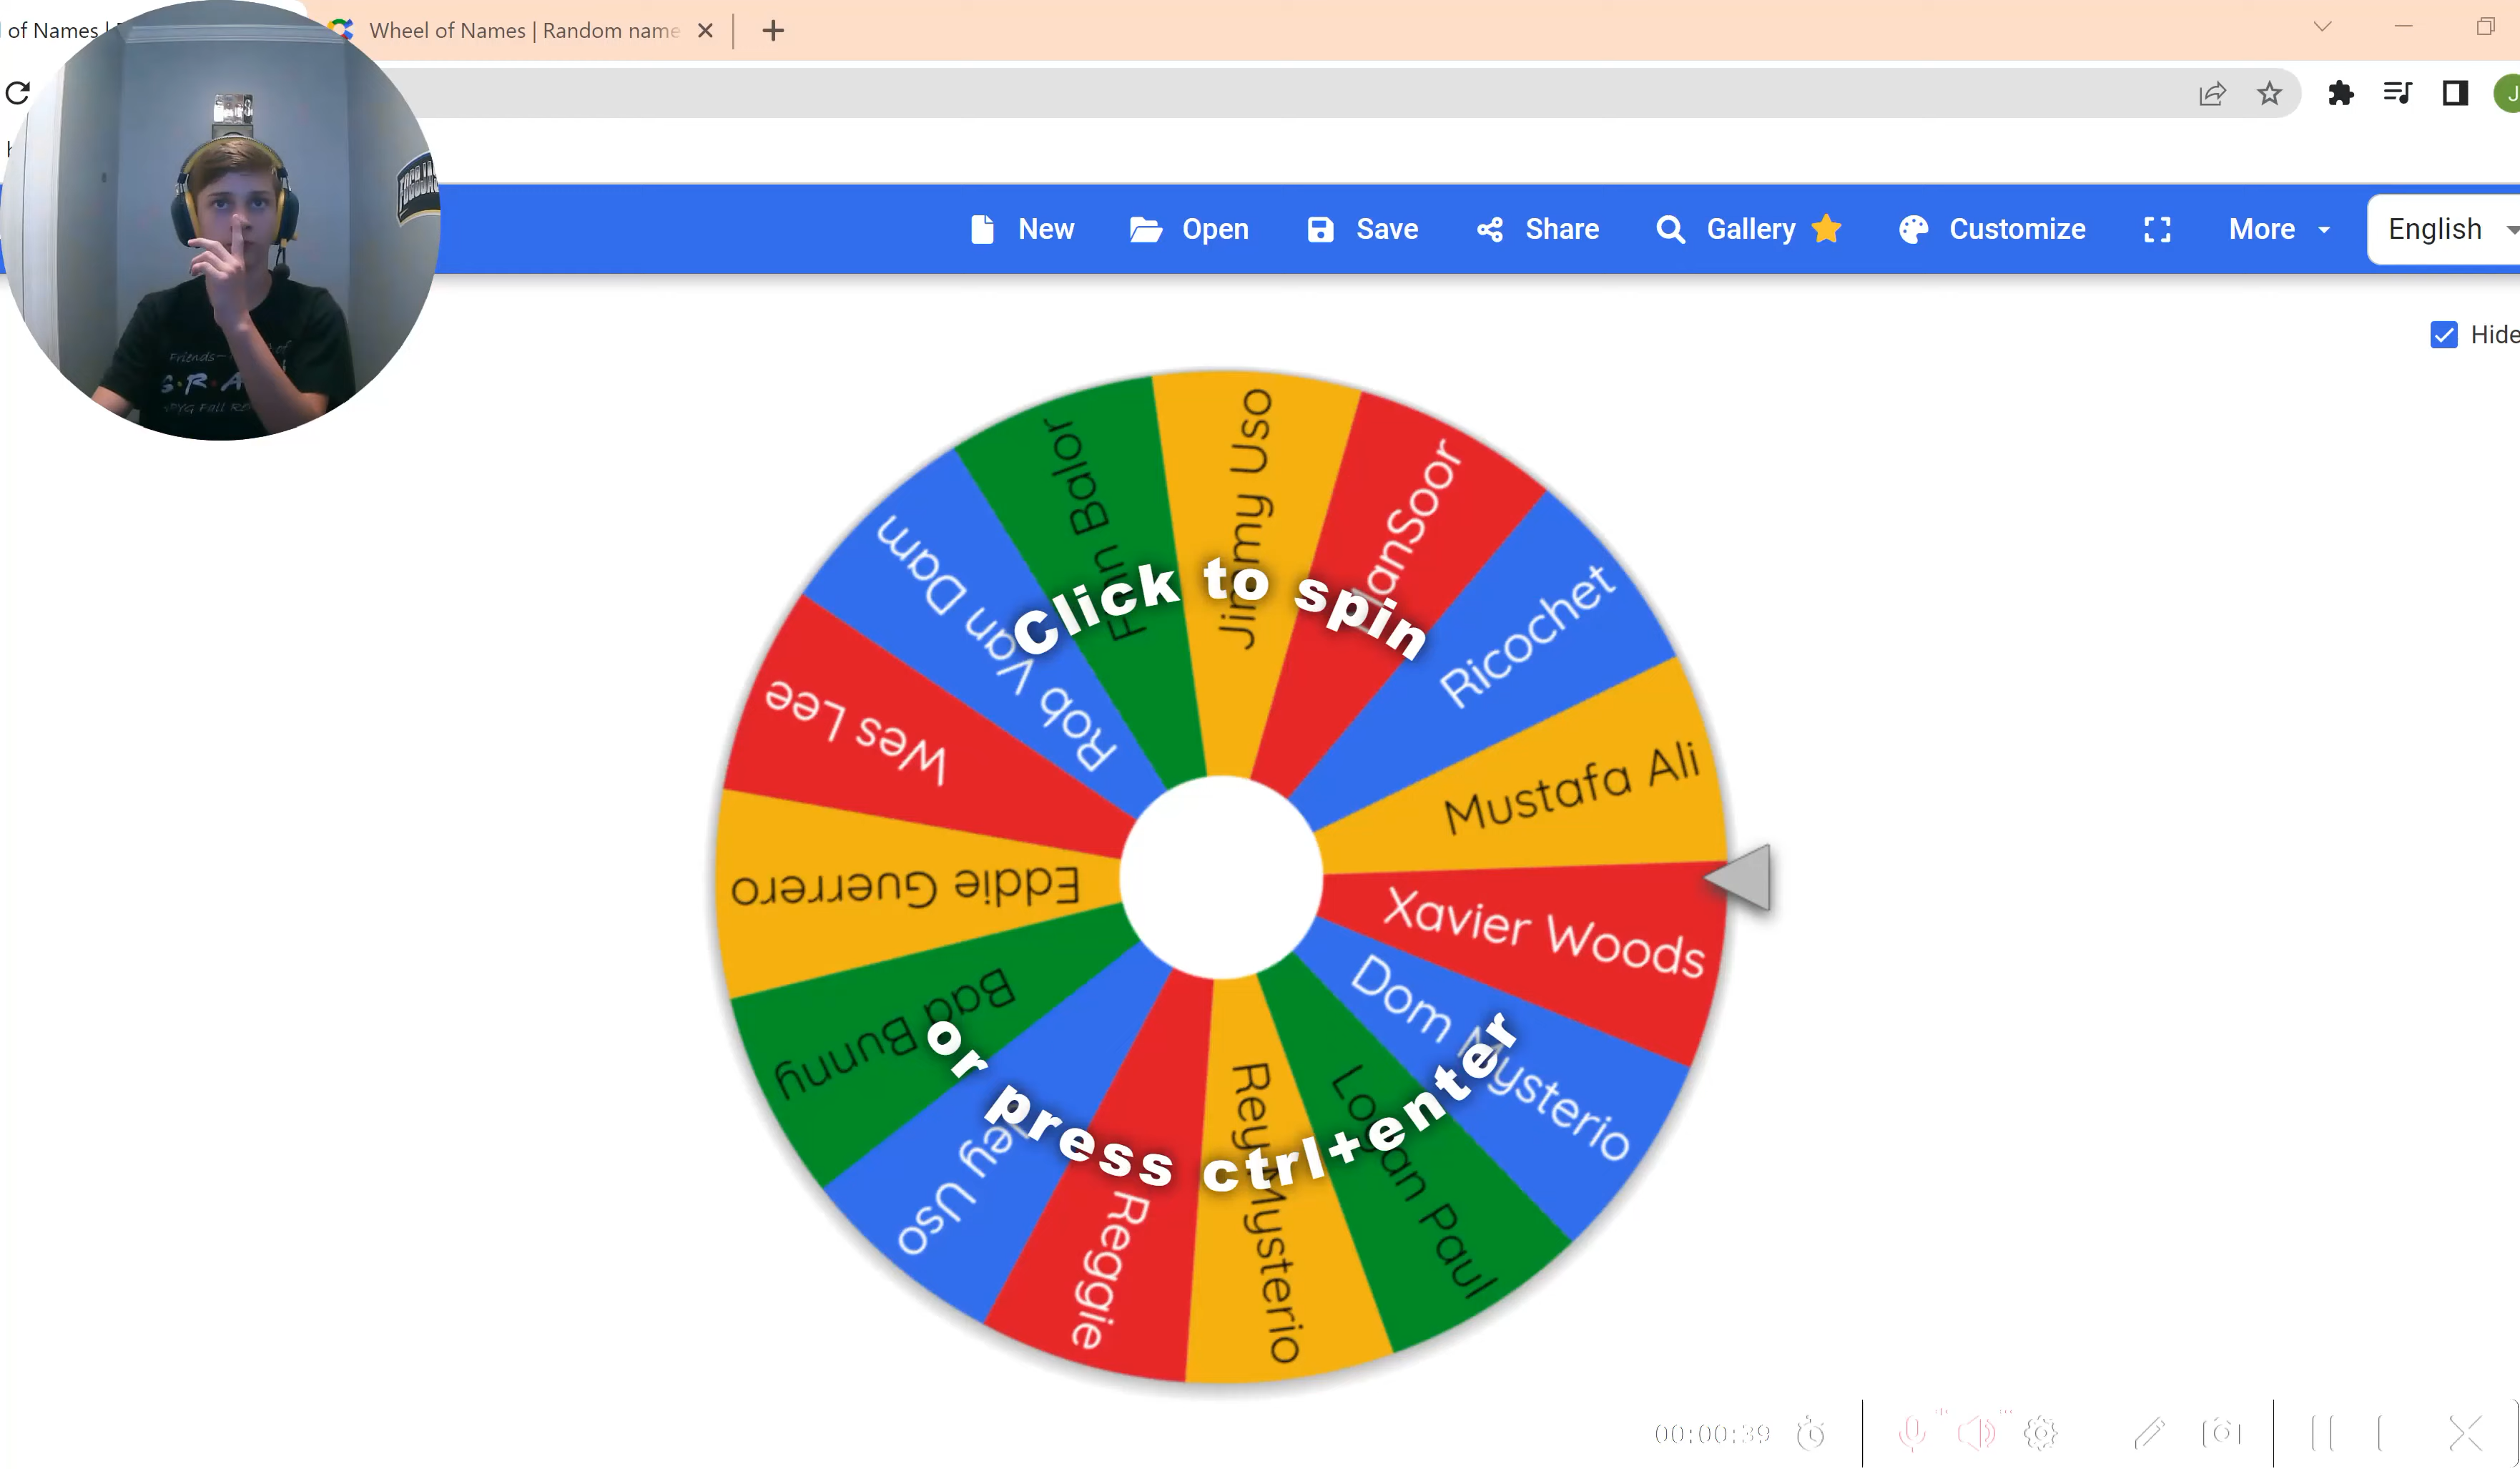 of Names |
Wheel of Names | Random name
J
New
Open
Save
Share
Gallery
Customize
More
English
Hide
Click to spin
or press ctrl+enter
Jimmy Uso
Ricochet
Mustafa Ali
Xavier Woods
Dom Mysterio
Logan Paul
Rey Mysterio
Reggie
ey Uso
Bad Bunny
Eddie Guerrero
Wes Lee
Rob Van Dam
Finn Balor
anSoor
00:00:39